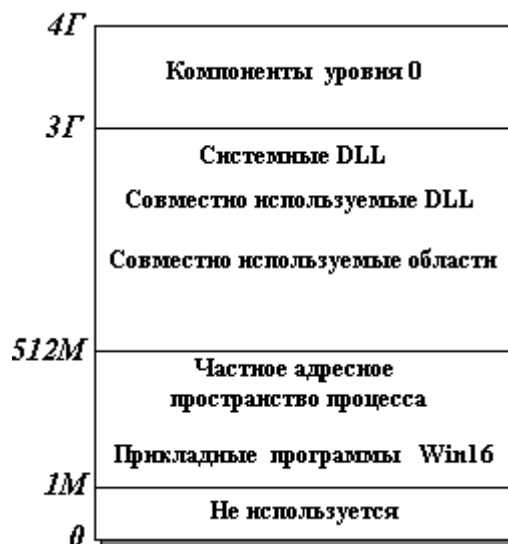 4Г
Компоненты уровня 0
3Г
Системные DLL
Совместно используемые DLL
Совместно используемые области
512М
Частное адресное
пространство процесса
Прикладные программы Win16
1М
Не используется
0